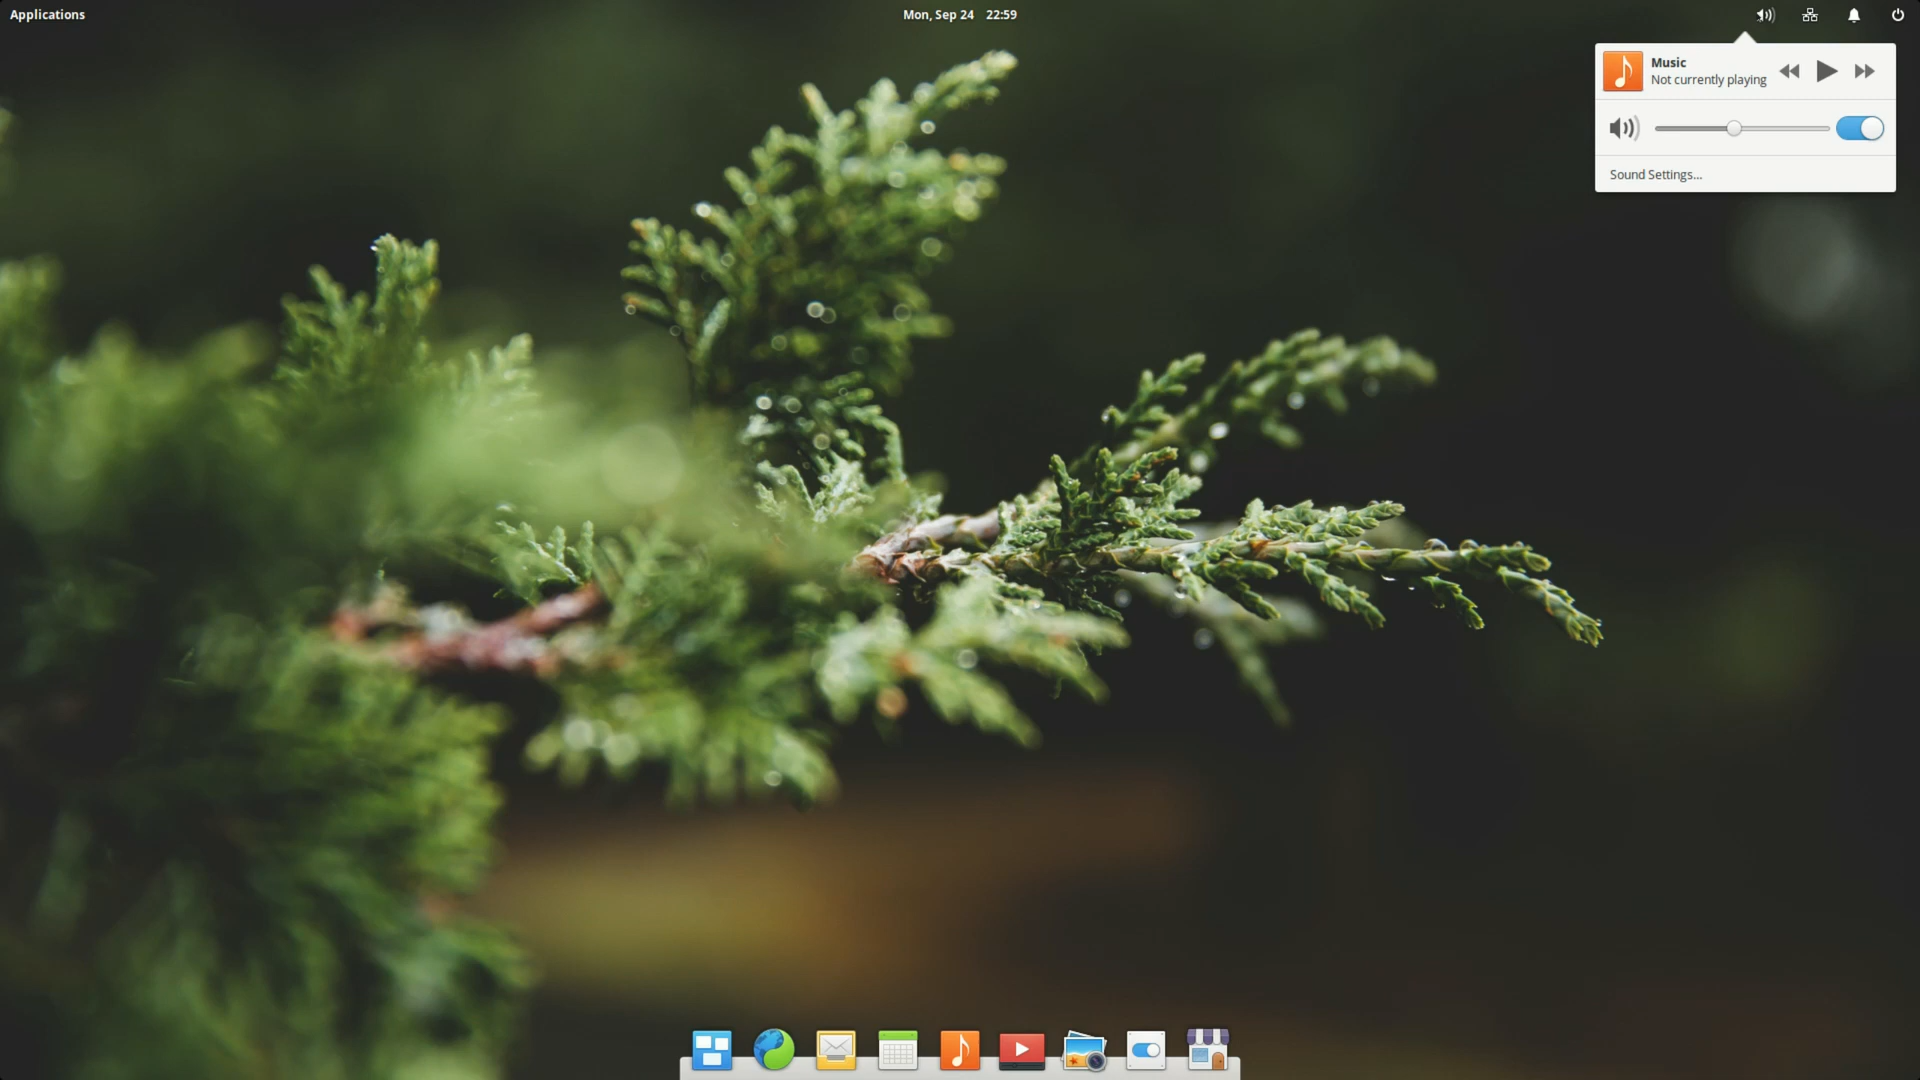 Applications
Mon, Sep 24 22:59
Music
Not currently playing
Sound Settings...